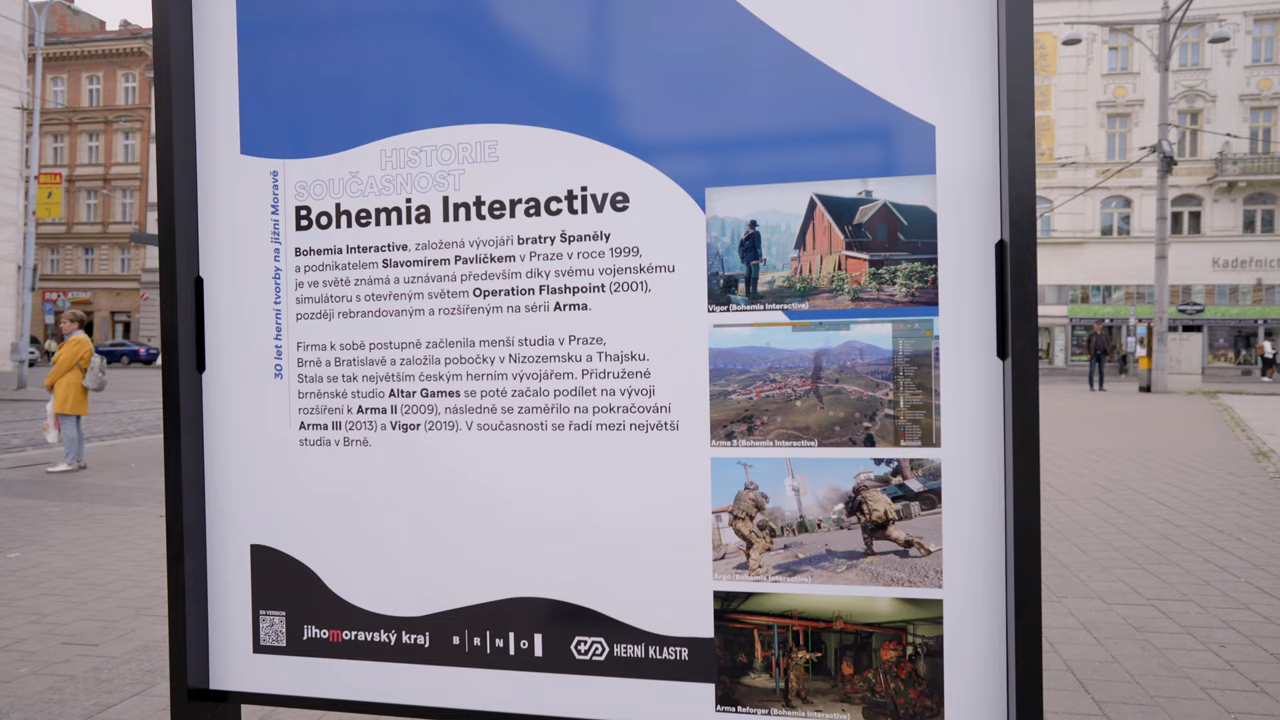 BILLA
30 let herní tvorby na jižní Moravě
HISTORIE
SOUČASNOST
Bohemia Interactive
Bohemia Interactive, založená vývojáři bratry Španěly
a podnikatelem Slavomírem Pavlíčkem v Praze v roce 1999,
je ve světě známá a uznávaná především díky svému vojenskému
simulátoru s otevřeným světem Operation Flashpoint (2001),
později rebrandovaným a rozšířeným na sérii Arma.
Firma k sobě postupně začlenila menší studia v Praze,
Brně a Bratislavě a založila pobočky v Nizozemsku a Thajsku.
Stala se tak největším českým herním vývojářem. Přidružené
brněnské studio Altar Games se poté začalo podílet na vývoji
rozšíření k Arma II (2009), následně se zaměřilo na pokračování
Arma III (2013) a Vigor (2019). V současnosti se řadí mezi největší
studia v Brně.
Vigor (Bohemia Interactive)
Arma 3 (Bohemia Interactive)
Argo (Bohemia Interactive)
Arma Reforger (Bohemia Interactive)
EN VERSION
jihomoravský kraj
BRNO
HERNÍ KLASTR
Kadeřnict